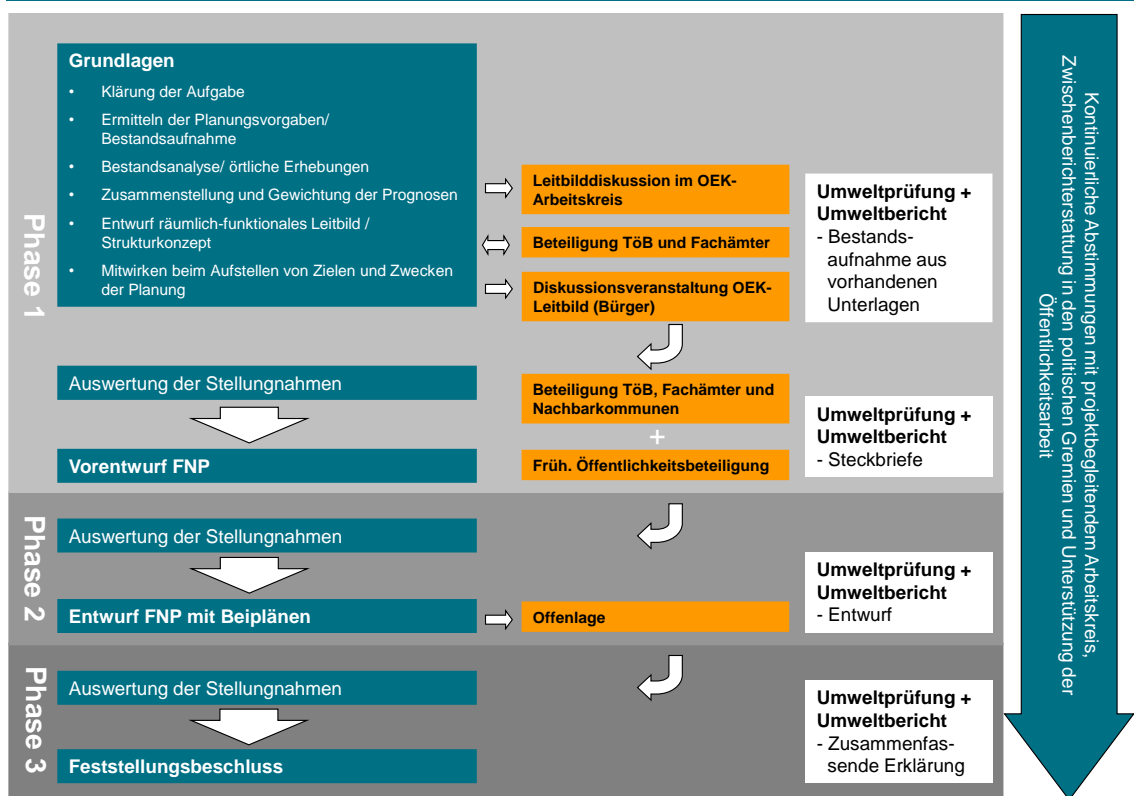 Phase 1
Grundlagen
• Klärung der Aufgabe
• Ermitteln der Planungsvorgaben/
Bestandsaufnahme
• Bestandsanalyse/ örtliche Erhebungen
• Zusammenstellung und Gewichtung der Prognosen
• Entwurf räumlich-funktionales Leitbild /
Strukturkonzept
• Mitwirken beim Aufstellen von Zielen und Zwecken
der Planung
Leitbilddiskussion im OEK-
Arbeitskreis
Beteiligung TöB und Fachämter
Diskussionsveranstaltung OEK-
Leitbild (Bürger)
Umweltprüfung +
Umweltbericht
- Bestands-
aufnahme aus
vorhandenen
Unterlagen
Auswertung der Stellungnahmen
Vorentwurf FNP
Beteiligung TöB, Fachämter und
Nachbarkommunen
+
Früh. Öffentlichkeitsbeteiligung
Umweltprüfung +
Umweltbericht
- Steckbriefe
Phase 2
Auswertung der Stellungnahmen
Entwurf FNP mit Beiplänen
Offenlage
Umweltprüfung +
Umweltbericht
- Entwurf
Phase 3
Auswertung der Stellungnahmen
Feststellungsbeschluss
Umweltprüfung +
Umweltbericht
- Zusammenfas-
sende Erklärung
Kontinuierliche Abstimmungen mit projektbegleitendem Arbeitskreis,
Zwischenberichterstattung in den politischen Gremien und Unterstützung der
Öffentlichkeitsarbeit